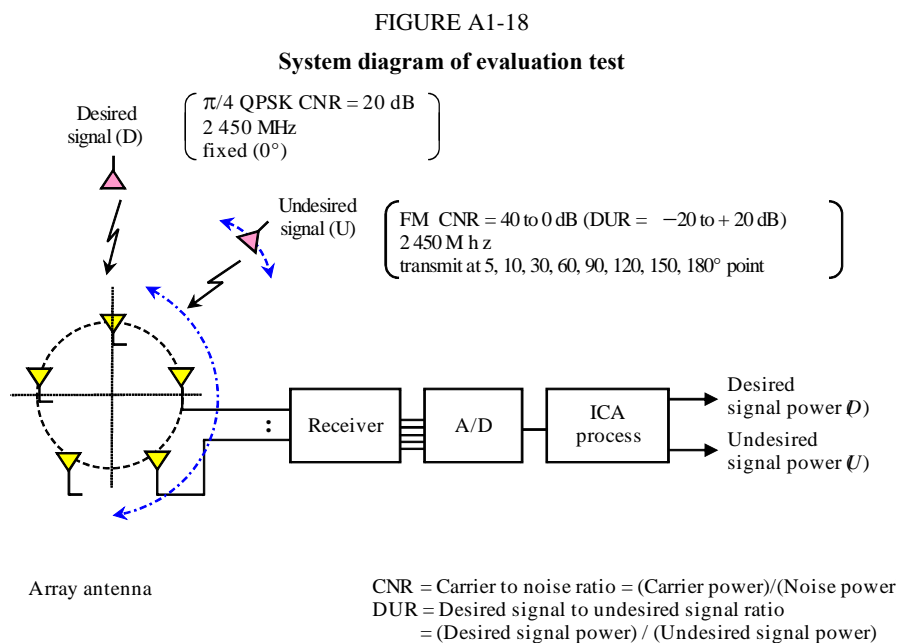 FIGURE A1-18
System diagram of evaluation test
Desired
signal (D)
π/4 QPSK CNR = 20 dB
2 450 MHz
fixed (0°)
Undesired
signal (U)
FM CNR = 40 to 0 dB (DUR = −20 to + 20 dB)
2 450 M h z
transmit at 5, 10, 30, 60, 90, 120, 150, 180° point
Receiver
:
A/D
ICA
process
Desired
signal power (D)
Undesired
signal power (U)
Array antenna
CNR = Carrier to noise ratio = (Carrier power)/(Noise power
DUR = Desired signal to undesired signal ratio
= (Desired signal power) / (Undesired signal power)